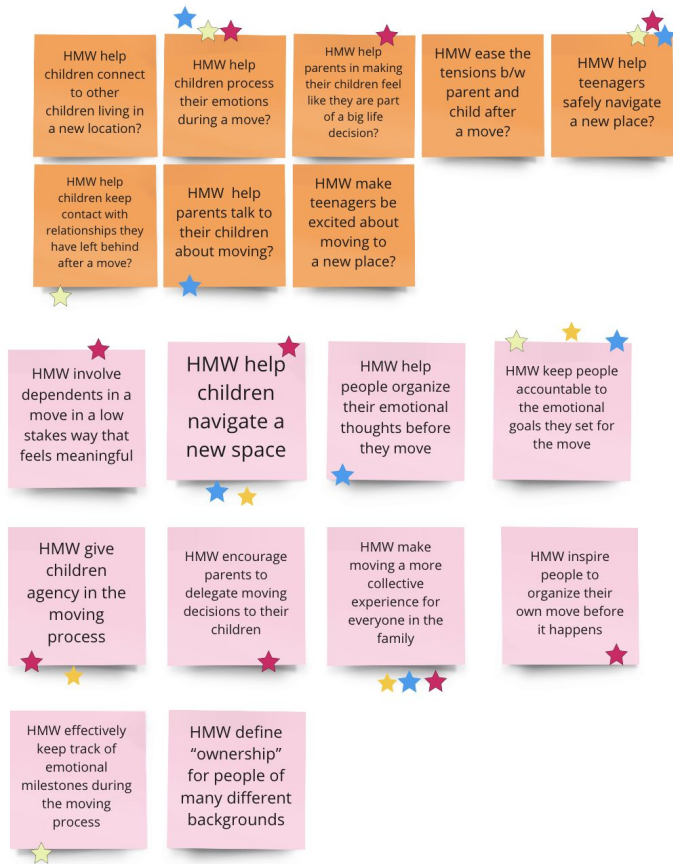 HMW help
children connect
to other
children living in
a new location?
HMW help
children process
their emotions
during a move?
HMW help
parents in making
their children feel
like they are part
of a big life
decision?
HMW ease the
tensions b/w
parent and
child after
a move?
HMW help
teenagers
safely navigate
a new place?
HMW help
children keep
contact with
relationships they
have left behind
after a move?
HMW help
parents talk to
their children
about moving?
HMW make
teenagers be
excited about
moving to
a new place?
HMW involve
dependents in a
move in a low
stakes way that
feels meaningful
HMW help
children
navigate a
new space
HMW help
people organize
their emotional
thoughts before
they move
HMW keep people
accountable to
the emotional
goals they set for
the move
HMW give
children
agency in the
moving
process
HMW encourage
parents to
delegate moving
decisions to their
children
HMW make
moving a more
collective
experience for
everyone in the
family
HMW inspire
people to
organize their
own move before
it happens
HMW effectively
keep track of
emotional
milestones during
the moving
process
HMW define
“ownership”
for people of
many different
backgrounds